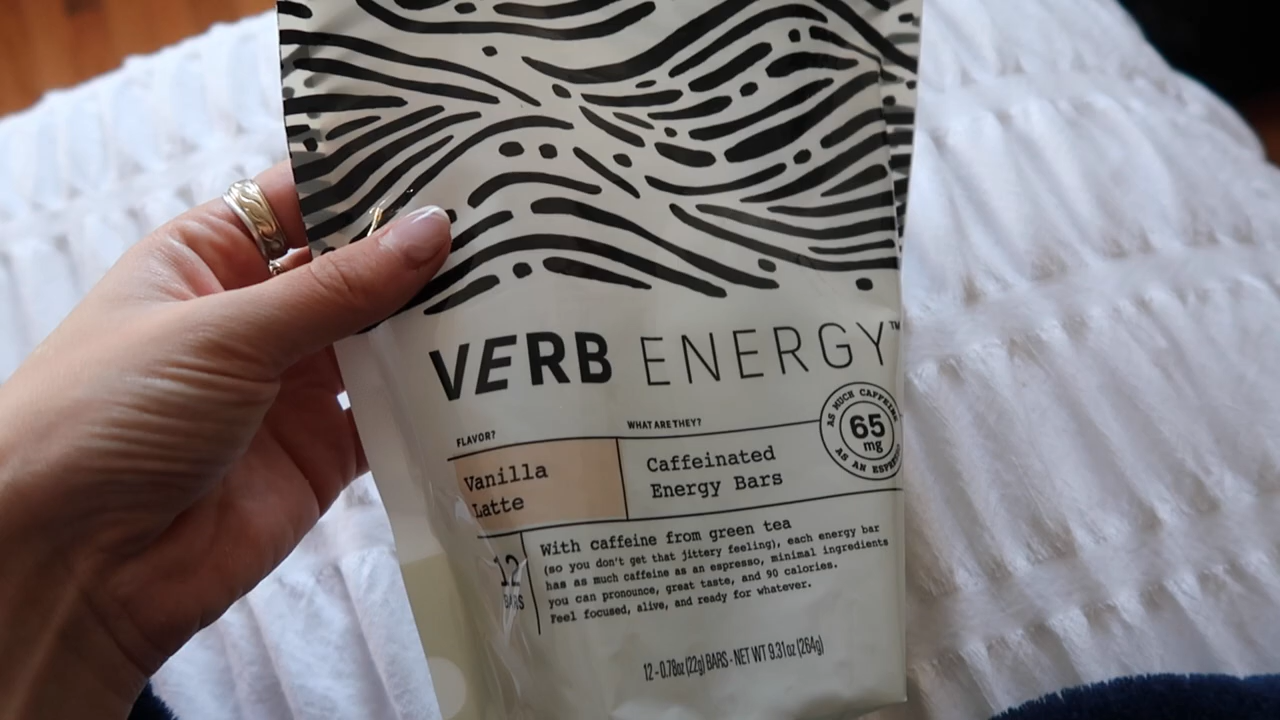 VERB ENERGY™
FLAVOR?
Vanilla
Latte
WHAT ARE THEY?
Caffeinated
Energy Bars
AS MUCH CAFFEINE
65
mg
AS AN ESPRESSO
12
BARS
With caffeine from green tea
(so you don't get that jittery feeling), each energy bar
has as much caffeine as an espresso, minimal ingredients
you can pronounce, great taste, and 90 calories.
Feel focused, alive, and ready for whatever.
12 - 0.78oz (22g) BARS - NET WT 9.31oz (264g)